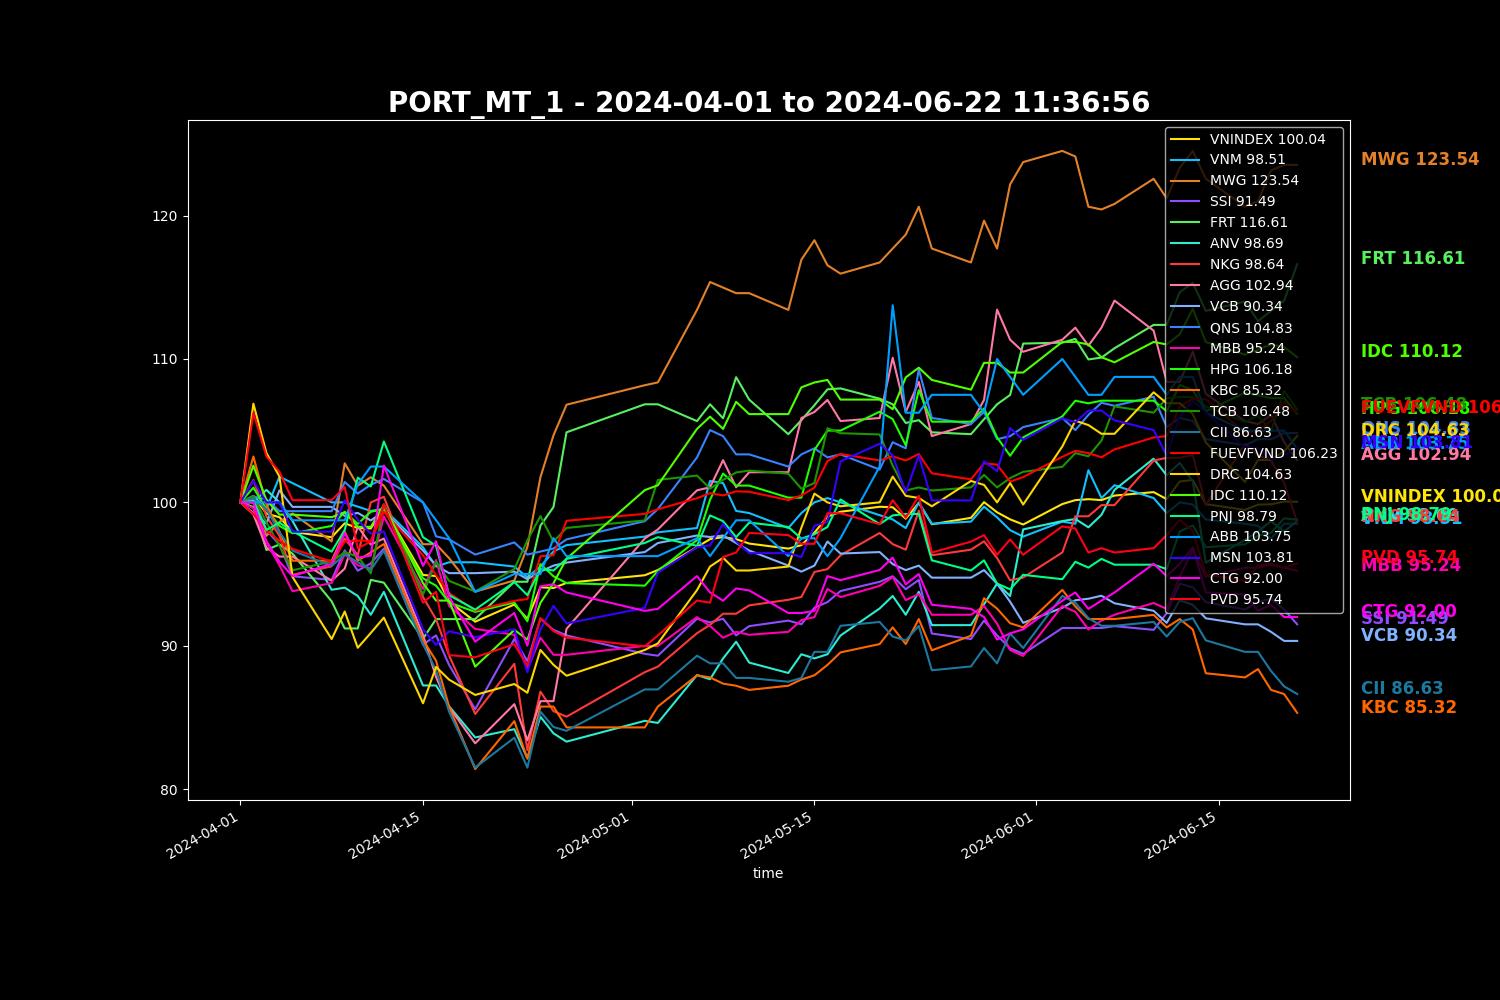 PORT_MT_1 - 2024-04-01 to 2024-06-22 11:36:56
VNINDEX 100.04
VNM 98.51
MWG 123.54
SSI 91.49
FRT 116.61
ANV 98.69
NKG 98.64
AGG 102.94
VCB 90.34
QNS 104.83
MBB 95.24
HPG 106.18
KBC 85.32
TCB 106.48
CII 86.63
FUEVFVND 106.23
DRC 104.63
IDC 110.12
PNJ 98.79
ABB 103.75
MSN 103.81
CTG 92.00
PVD 95.74
MWG 123.54
FRT 116.61
IDC 110.12
DRC 104.63
AGG 102.94
VNINDEX 100.0
PNJ 98.79
PVD 95.74
MBB 95.24
CTG 92.00
SSI 91.49
VCB 90.34
CII 86.63
KBC 85.32
120
110
100
90
80
2024-04-01
2024-04-15
2024-05-01
2024-05-15
2024-06-01
2024-06-15
time